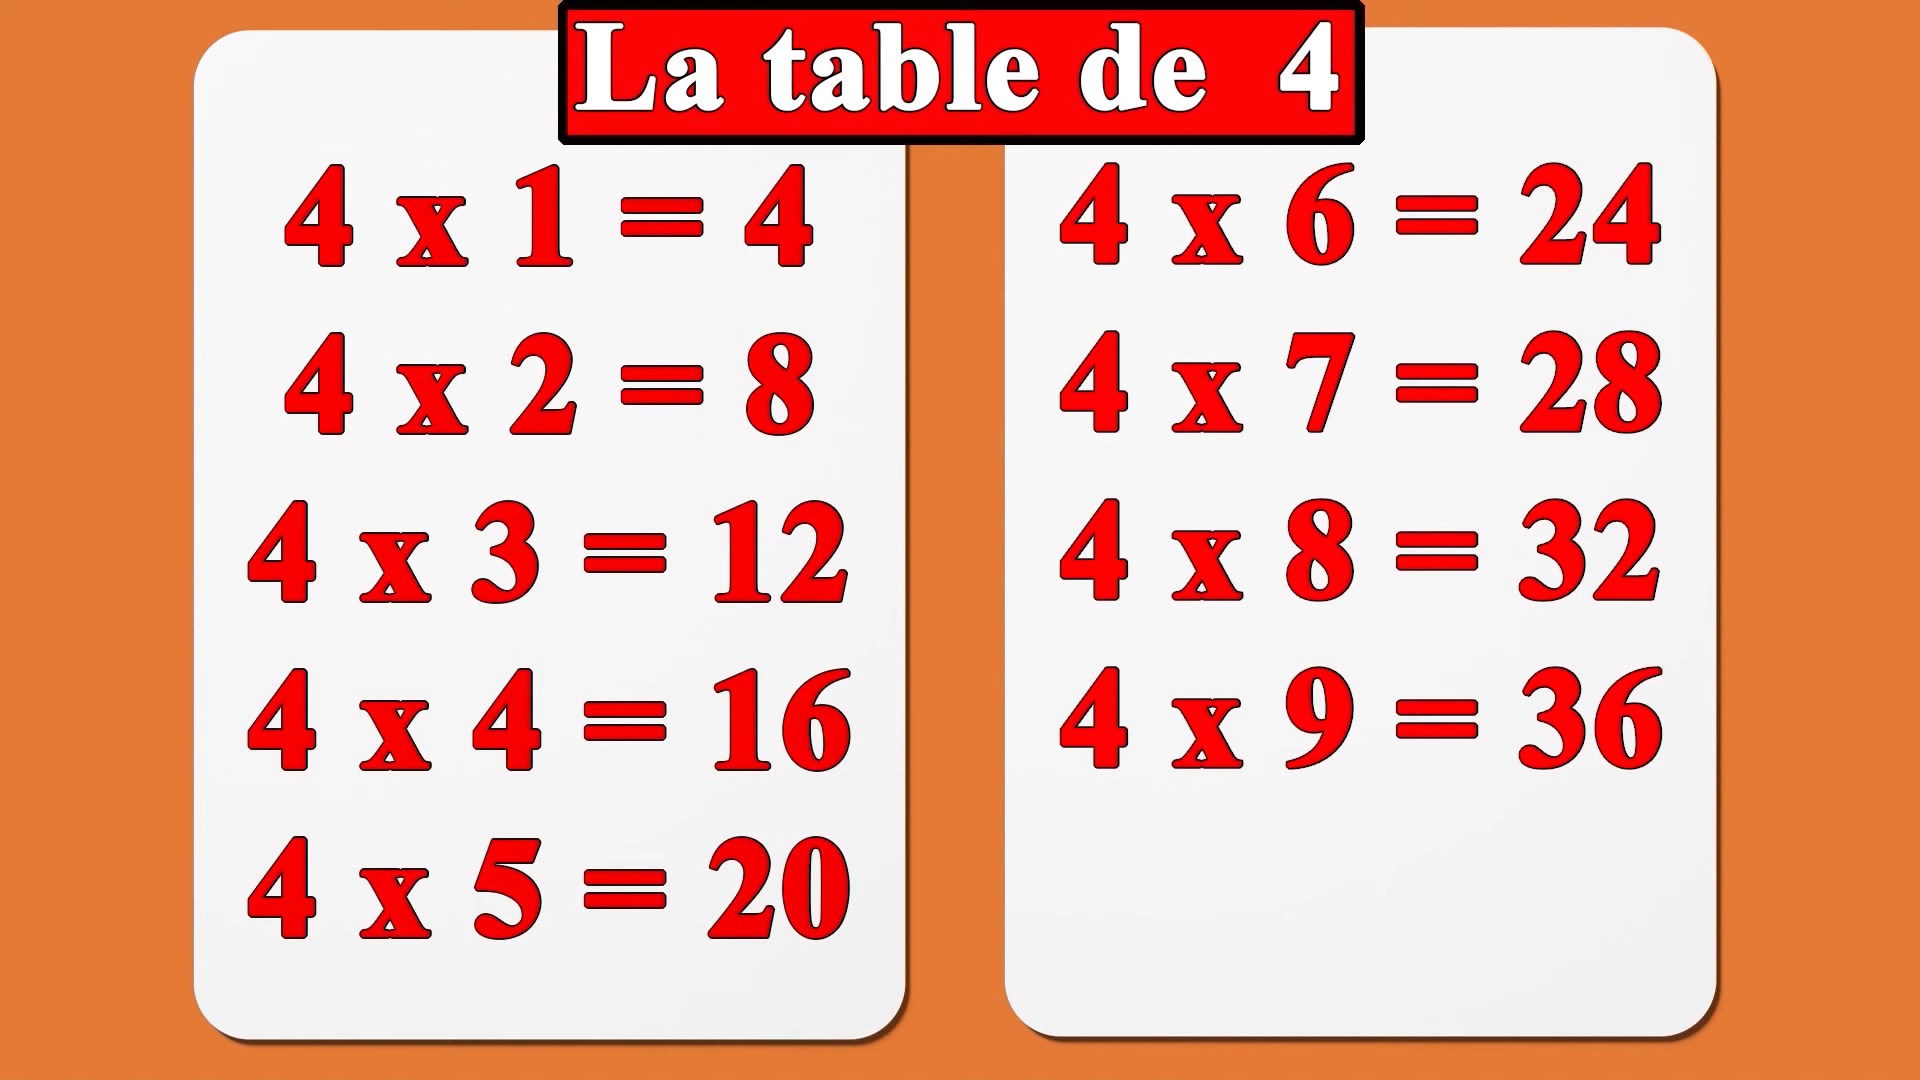 La table de 4
4 x 1 = 4
4 x 2 = 8
4 x 3 = 12
4 x 4 = 16
4 x 5 = 20
4 x 6 = 24
4 x 7 = 28
4 x 8 = 32
4 x 9 = 36